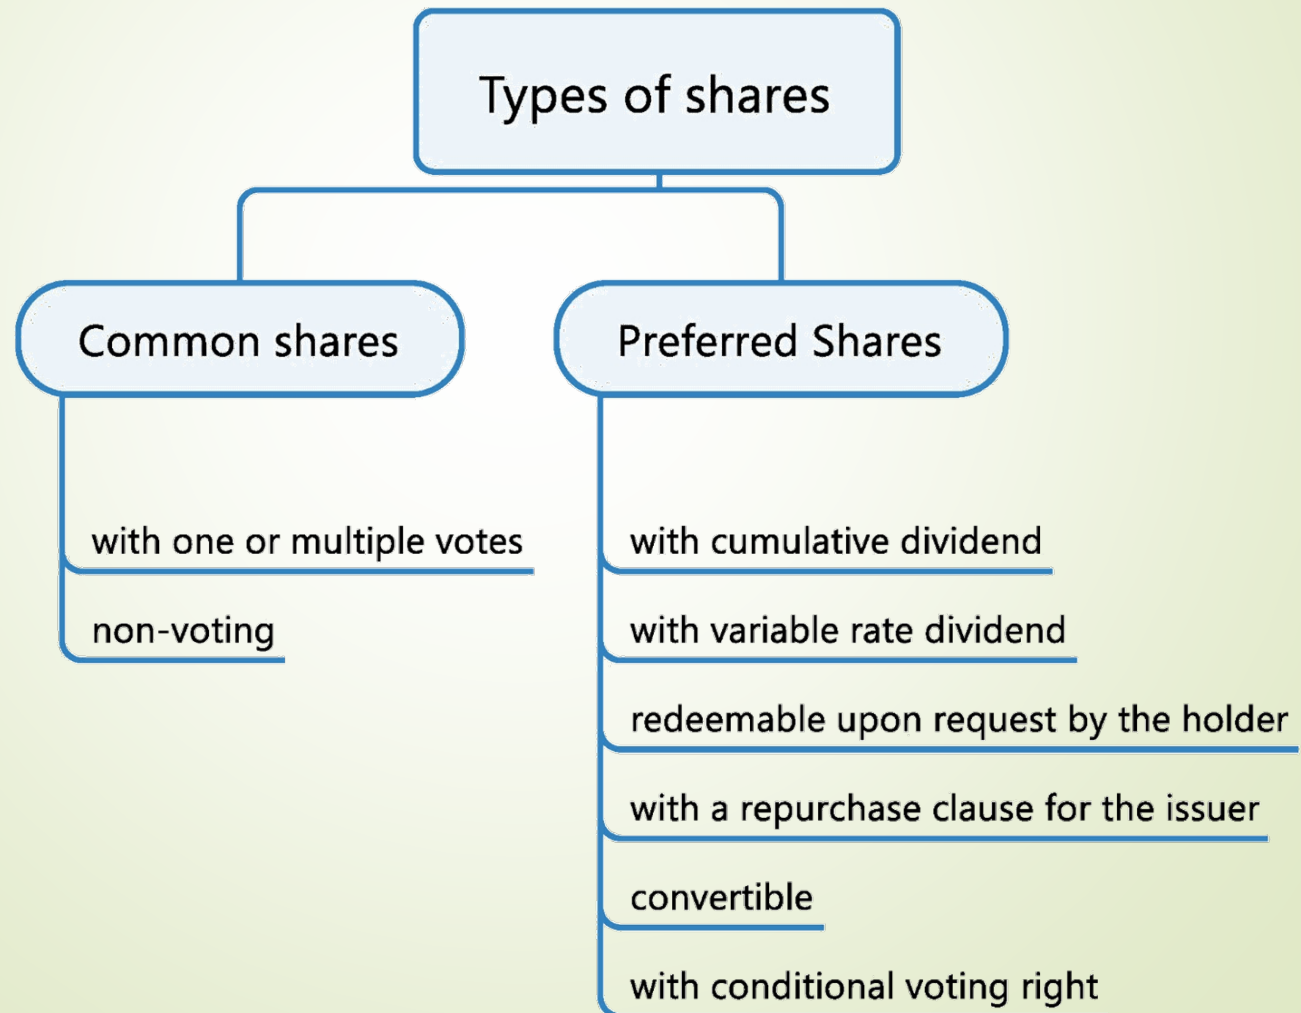 Types of shares
Common shares
with one or multiple votes
non-voting
Preferred Shares
with cumulative dividend
with variable rate dividend
redeemable upon request by the holder
with a repurchase clause for the issuer
convertible
with conditional voting right